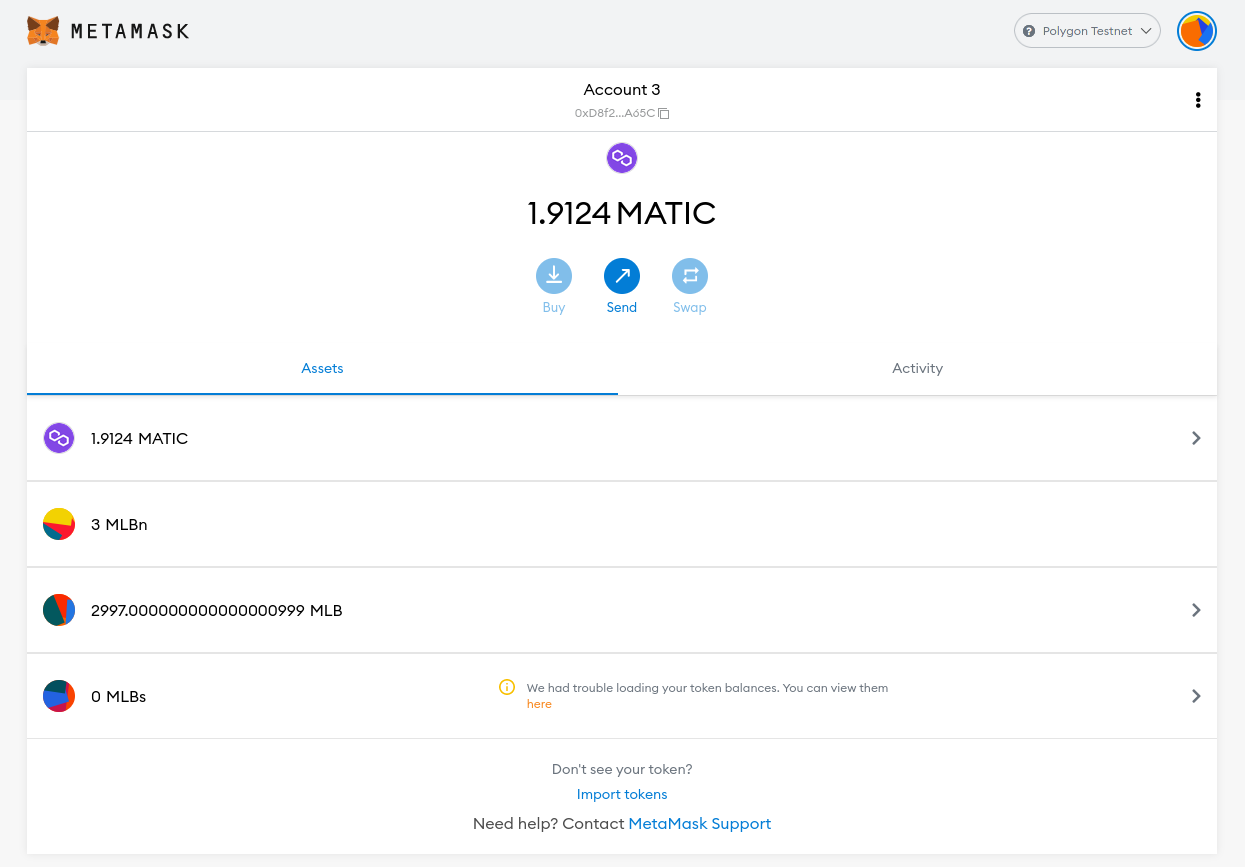 METAMASK
Polygon Testnet
Account 3
0xD8f2...A65C
1.9124 MATIC
Buy
Send
Swap
Assets
Activity
1.9124 MATIC
3 MLBn
2997.000000000000000999 MLB
0 MLBs
We had trouble loading your token balances. You can view them
here
Don't see your token?
Import tokens
Need help? Contact MetaMask Support